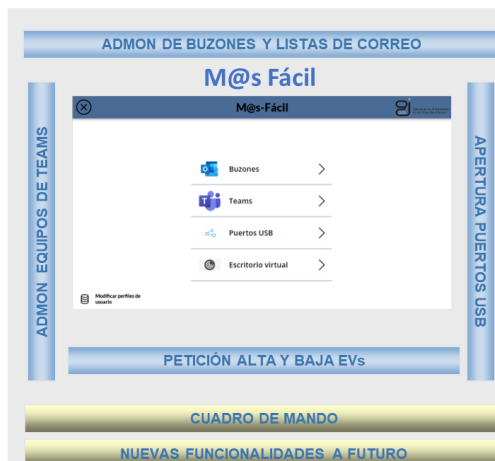 ADMON DE BUZONES Y LISTAS DE CORREO
M@s Fácil
ADMON EQUIPOS DE TEAMS
M@s-Fácil
Buzones
Teams
Puertos USB
Escritorio virtual
Modificar perfiles de
usuario
APERTURA PUERTOS USB
PETICIÓN ALTA Y BAJA EVs
CUADRO DE MANDO
NUEVAS FUNCIONALIDADES A FUTURO